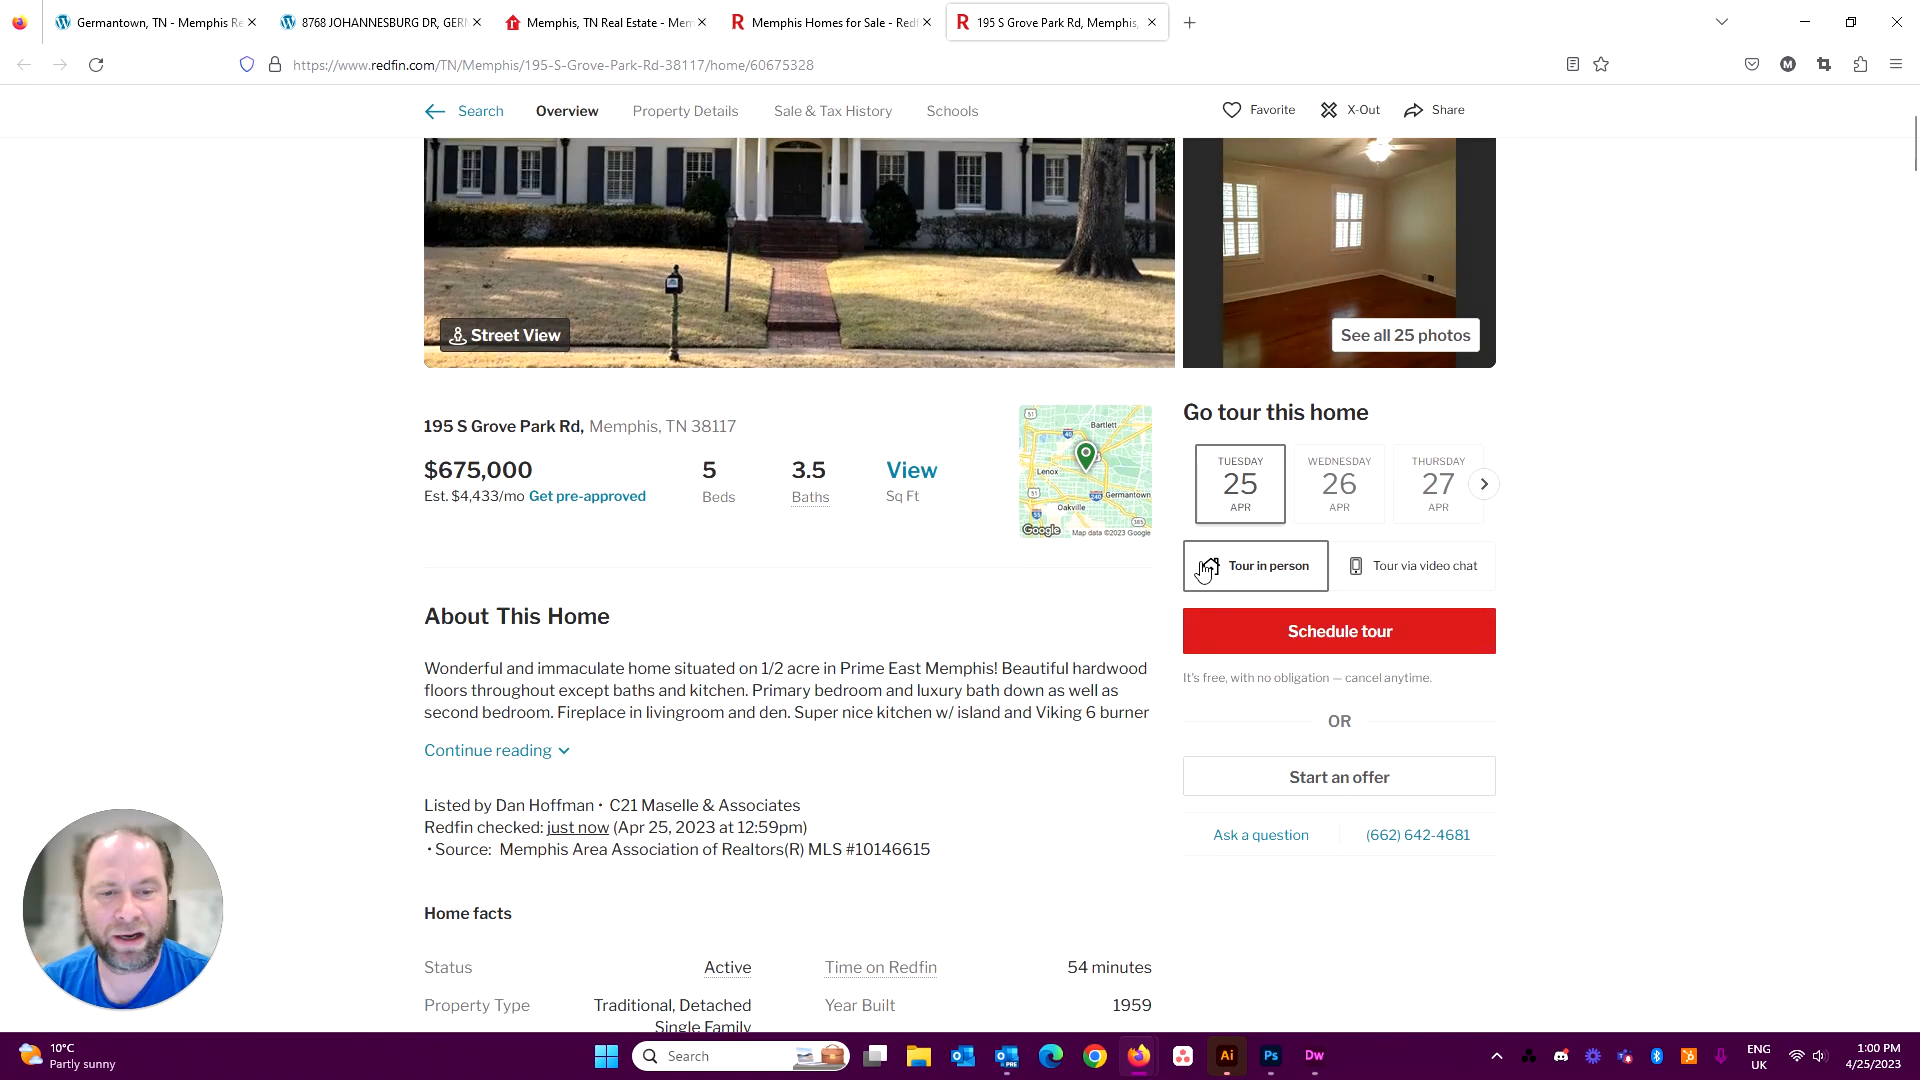 Germantown, TN - Memphis Re
8768 JOHANNESBURG DR, GERM
Memphis, TN Real Estate - Mem
Memphis Homes for Sale - Redf
195 S Grove Park Rd, Memphis,
https://www.redfin.com/TN/Memphis/195-S-Grove-Park-Rd-38117/home/60675328
Search
Overview
Property Details
Sale & Tax History
Schools
Favorite
X-Out
Share
Street View
See all 25 photos
195 S Grove Park Rd, Memphis, TN 38117
$675,000
Est. $4,433/mo Get pre-approved
5
Beds
3.5
Baths
View
Sq Ft
Bartlett
Lenox
Germantown
Oakville
Google
Map data ©2023 Google
Go tour this home
TUESDAY
25
APR
WEDNESDAY
26
APR
THURSDAY
27
APR
Tour in person
Tour via video chat
Schedule tour
It's free, with no obligation — cancel anytime.
OR
Start an offer
Ask a question
(662) 642-4681
About This Home
Wonderful and immaculate home situated on 1/2 acre in Prime East Memphis! Beautiful hardwood
floors throughout except baths and kitchen. Primary bedroom and luxury bath down as well as
second bedroom. Fireplace in livingroom and den. Super nice kitchen w/ island and Viking 6 burner
Continue reading
Listed by Dan Hoffman • C21 Maselle & Associates
Redfin checked: just now (Apr 25, 2023 at 12:59pm)
• Source: Memphis Area Association of Realtors(R) MLS #10146615
Home facts
Status
Active
Time on Redfin
54 minutes
Property Type
Traditional, Detached
Single Family
Year Built
1959
10°C
Partly sunny
Search
PRE
Ai
Ps
Dw
ENG
UK
1:00 PM
4/25/2023